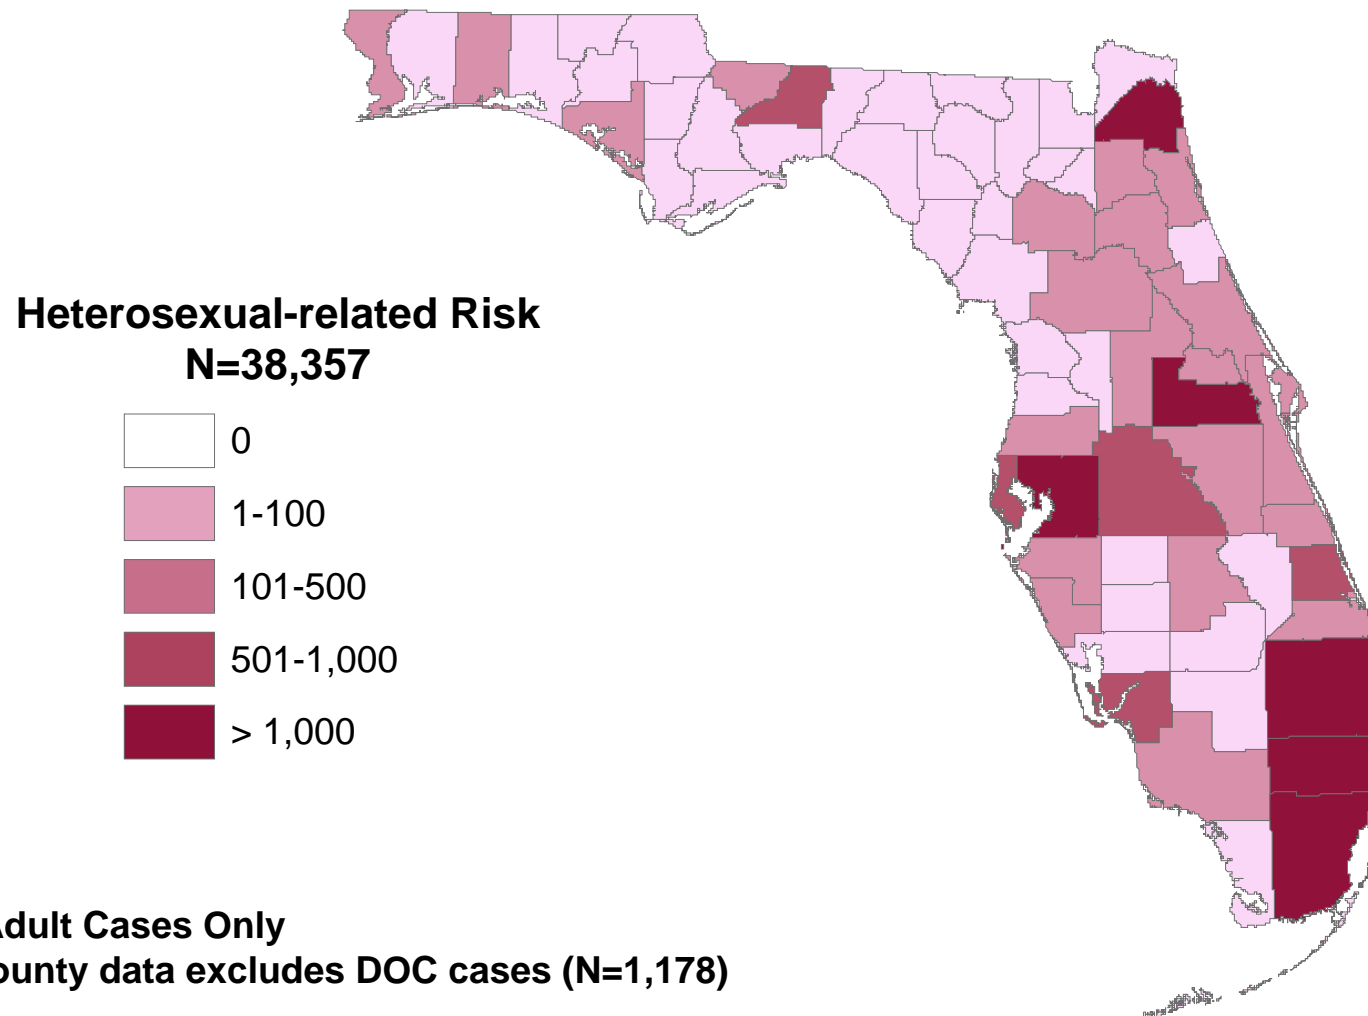 Heterosexual-related Risk
N=38,357
0
1-100
101-500
501-1,000
> 1,000
Adult Cases Only
ounty data excludes DOC cases (N=1,178)